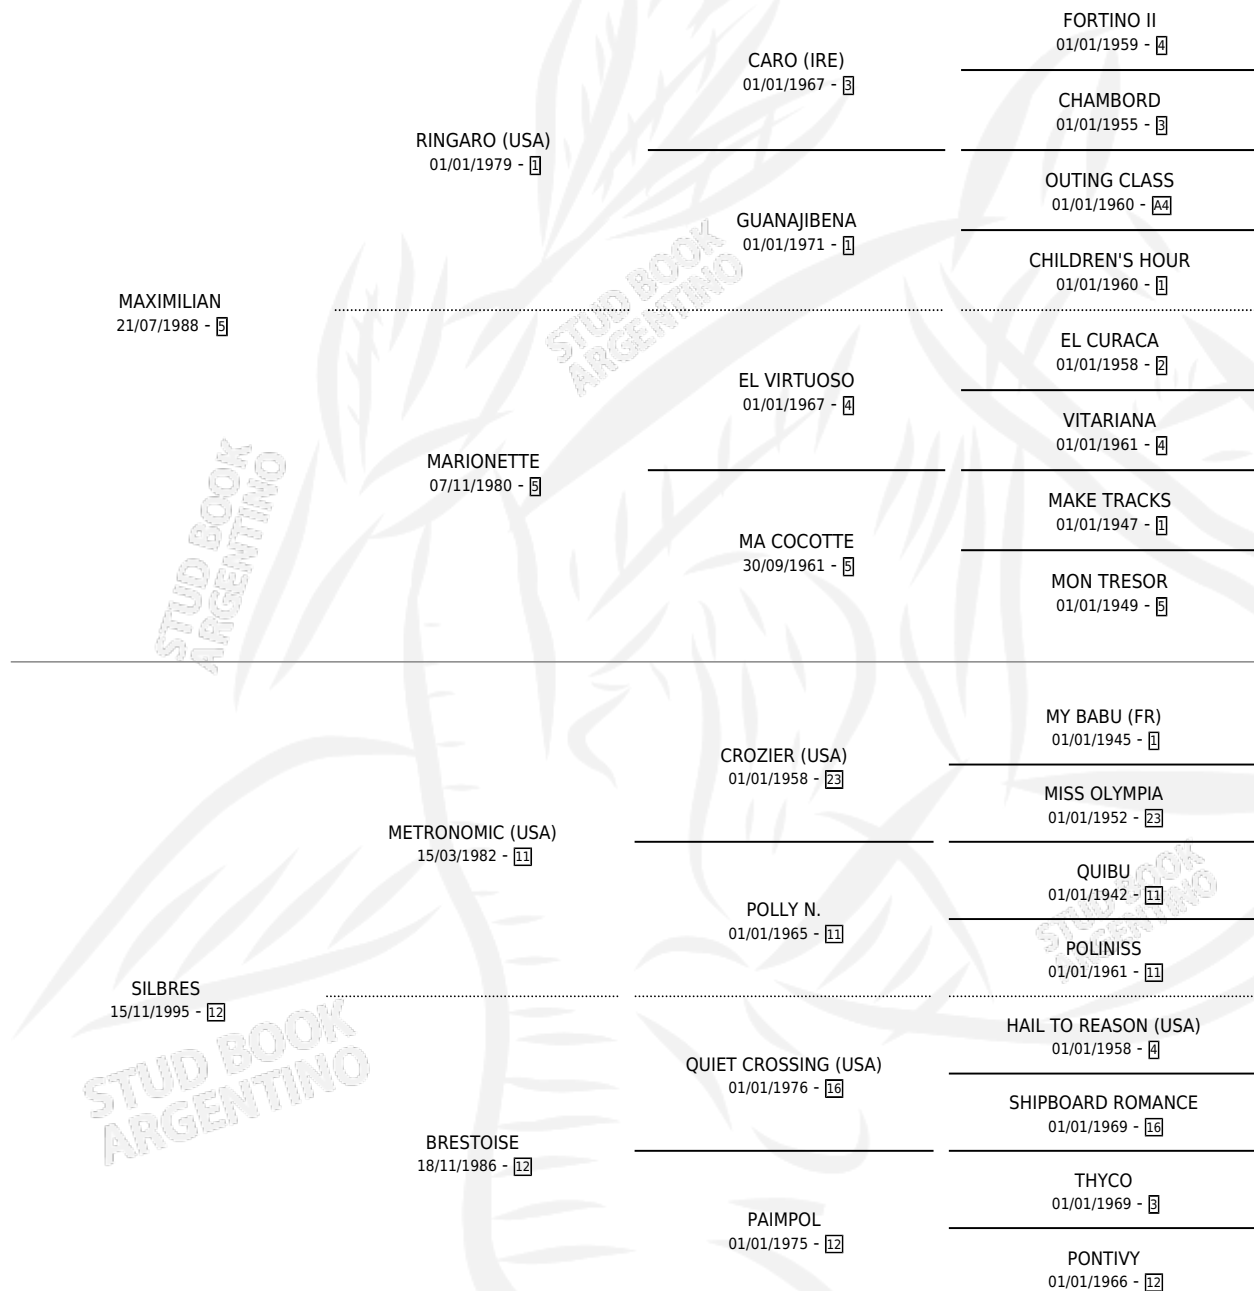 FORTINO II
01/01/1959 - 4
CARO (IRE)
01/01/1967 - 3
CHAMBORD
01/01/1955 - 3
RINGARO (USA)
01/01/1979 - 1
OUTING CLASS
01/01/1960 - A4
GUANAJIBENA
01/01/1971 - 1
CHILDREN'S HOUR
01/01/1960 - 1
MAXIMILIAN
21/07/1988 - 5
EL CURACA
01/01/1958 - 2
EL VIRTUOSO
01/01/1967 - 4
VITARIANA
01/01/1961 - 4
MARIONETTE
07/11/1980 - 5
MAKE TRACKS
01/01/1947 - 1
MA COCOTTE
30/09/1961 - 5
MON TRESOR
01/01/1949 - 5
MY BABU (FR)
01/01/1945 - 1
CROZIER (USA)
01/01/1958 - 23
MISS OLYMPIA
01/01/1952 - 23
METRONOMIC (USA)
15/03/1982 - 11
QUIBU
01/01/1942 - 11
POLLY N.
01/01/1965 - 11
POLINISS
01/01/1961 - 11
SILBRES
15/11/1995 - 12
HAIL TO REASON (USA)
01/01/1958 - 4
QUIET CROSSING (USA)
01/01/1976 - 16
SHIPBOARD ROMANCE
01/01/1969 - 16
BRESTOISE
18/11/1986 - 12
THYCO
01/01/1969 - 3
PAIMPOL
01/01/1975 - 12
PONTIVY
01/01/1966 - 12
STUD BOOK
ARGENTINO
STUD BOOK
ARGENTINO
STUD BOOK
ARGENTINO
STUD BOOK
ARGENTINO